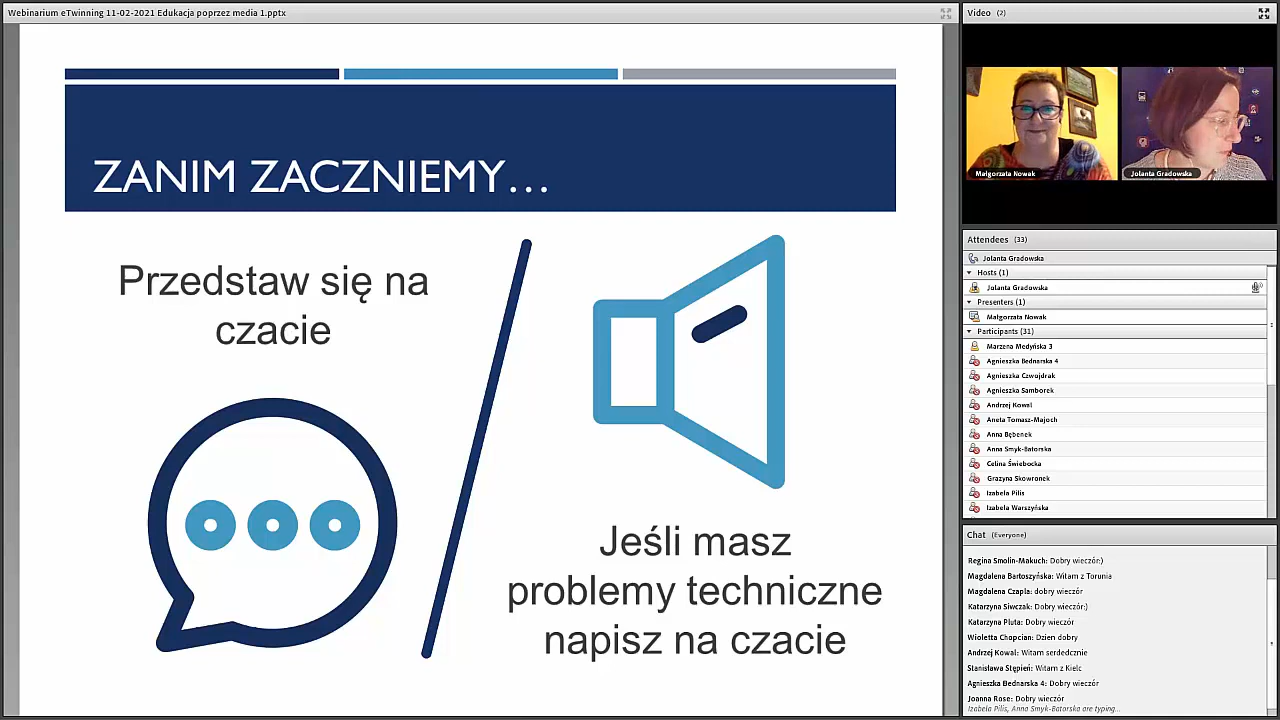 Webinarium eTwinning 11-02-2021 Edukacja poprzez media 1.pptx
ZANIM ZACZNIEMY...
Przedstaw się na
czacie
Jeśli masz
problemy techniczne
napisz na czacie
Video (2)
Małgorzata Nowak
Jolanta Gradowska
Attendees (33)
Jolanta Gradowska
Hosts (1)
Jolanta Gradowska
Presenters (1)
Małgorzata Nowak
Participants (31)
Marzena Medyńska 3
Agnieszka Bednarska 4
Agnieszka Czwojdrak
Agnieszka Samborek
Andrzej Kowal
Aneta Tomasz-Majoch
Anna Bębenek
Anna Smyk-Batorska
Celina Świebocka
Grazyna Skowronek
Izabela Pilis
Izabela Warszyńska
Chat (Everyone)
Regina Smolin-Makuch: Dobry wieczór:)
Magdalena Bartoszyńska: Witam z Torunia
Magdalena Czapla: dobry wieczór
Katarzyna Siwczak: Dobry wieczór:)
Katarzyna Pluta: Dobry wieczór
Wioletta Chopcian: Dzien dobry
Andrzej Kowal: Witam serdedcznie
Stanisława Stępień: Witam z Kielc
Agnieszka Bednarska 4: Dobry wieczór
Joanna Rose: Dobry wieczór
Izabela Pilis, Anna Smyk-Batorska are typing...